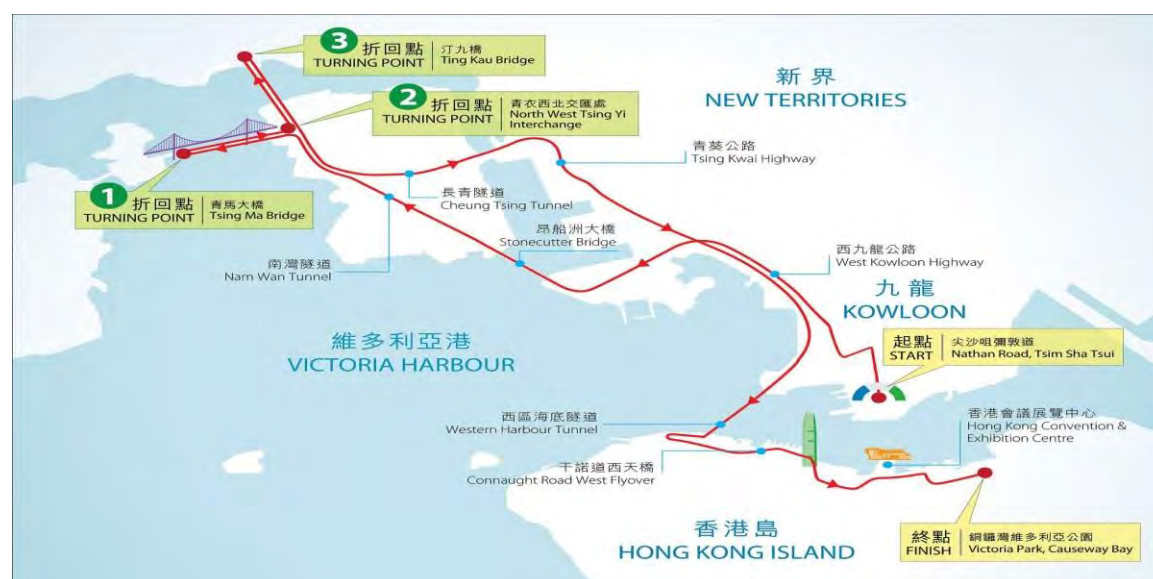 3 折回點 汀九橋
TURNING POINT Ting Kau Bridge
2 折回點 青衣西北交匯處
TURNING POINT North West Tsing Yi
Interchange
新界
NEW TERRITORIES
青葵公路
Tsing Kwai Highway
1 折回點 青馬大橋
TURNING POINT Tsing Ma Bridge
長青隧道
Cheung Tsing Tunnel
昂船洲大橋
Stonecutter Bridge
南灣隧道
Nam Wan Tunnel
西九龍公路
West Kowloon Highway
九龍
KOWLOON
維多利亞港
VICTORIA HARBOUR
起點 尖沙咀彌敦道
START Nathan Road, Tsim Sha Tsui
西區海底隧道
Western Harbour Tunnel
香港會議展覽中心
Hong Kong Convention &
Exhibition Centre
干諾道西天橋
Connaught Road West Flyover
香港島
HONG KONG ISLAND
終點 銅鑼灣維多利亞公園
FINISH Victoria Park, Causeway Bay